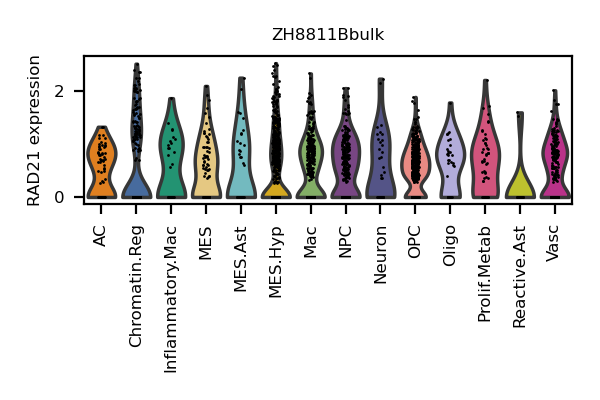 ZH8811Bbulk
RAD21 expression
2
0
AC
Chromatin.Reg
Inflammatory.Mac
MES
MES.Ast
MES.Hyp
Mac
NPC
Neuron
OPC
Oligo
Prolif.Metab
Reactive.Ast
Vasc